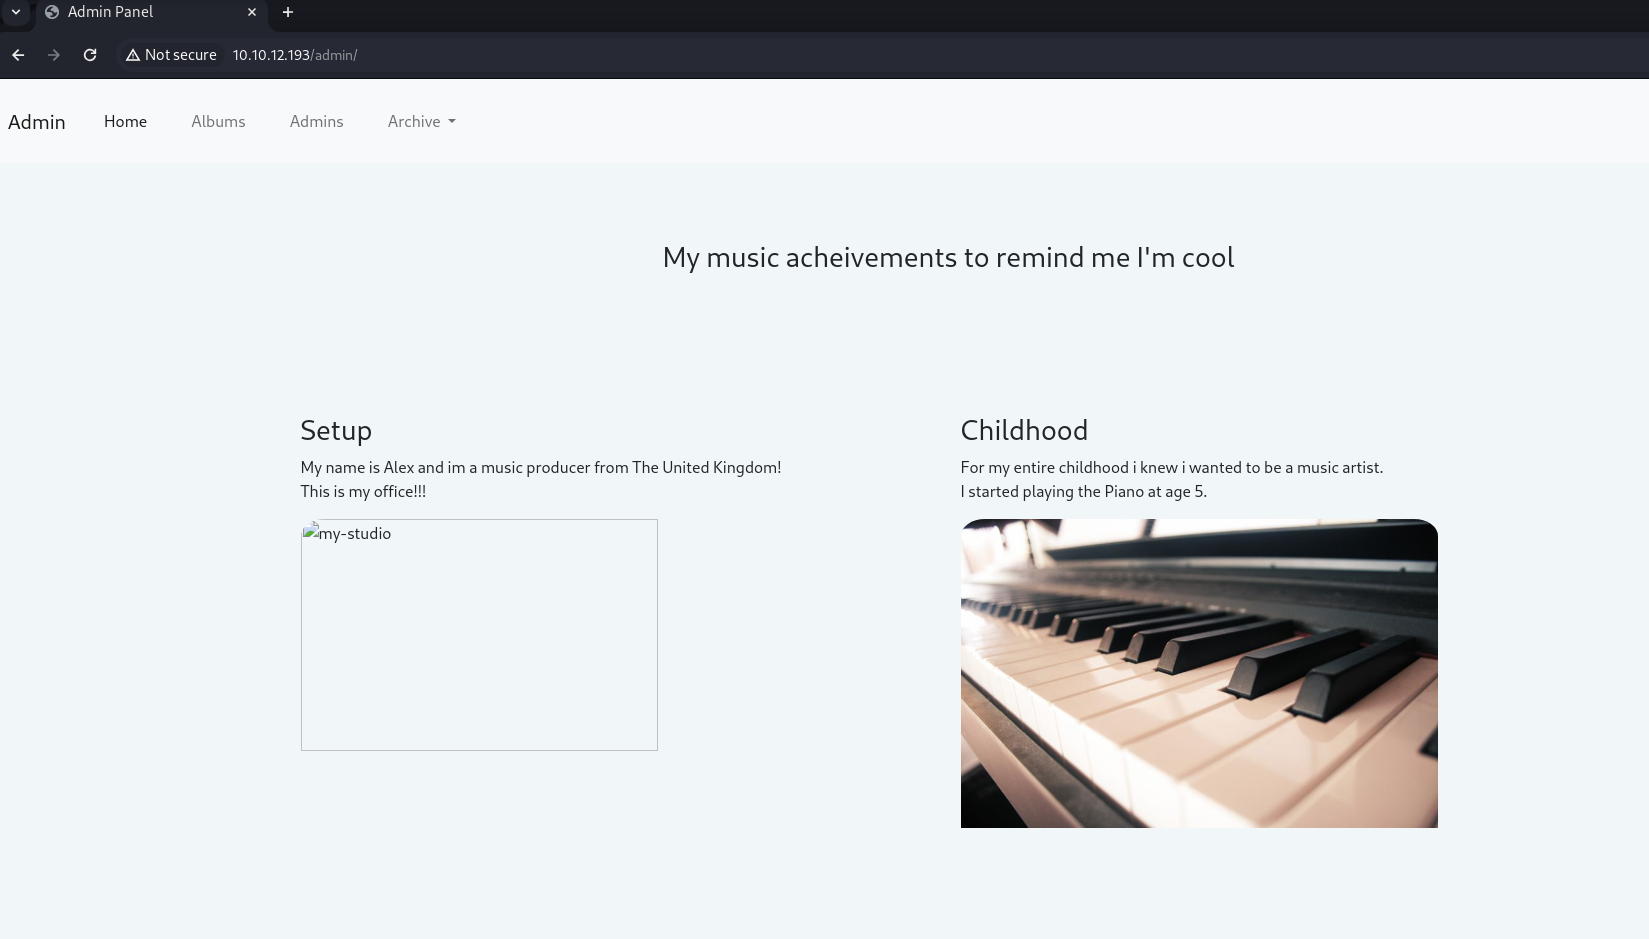 Admin Panel
Not secure 10.10.12.193/admin/
Admin Home Albums Admins Archive
My music acheivements to remind me I'm cool
Setup
My name is Alex and im a music producer from The United Kingdom!
This is my office!!!
my-studio
Childhood
For my entire childhood i knew i wanted to be a music artist.
I started playing the Piano at age 5.